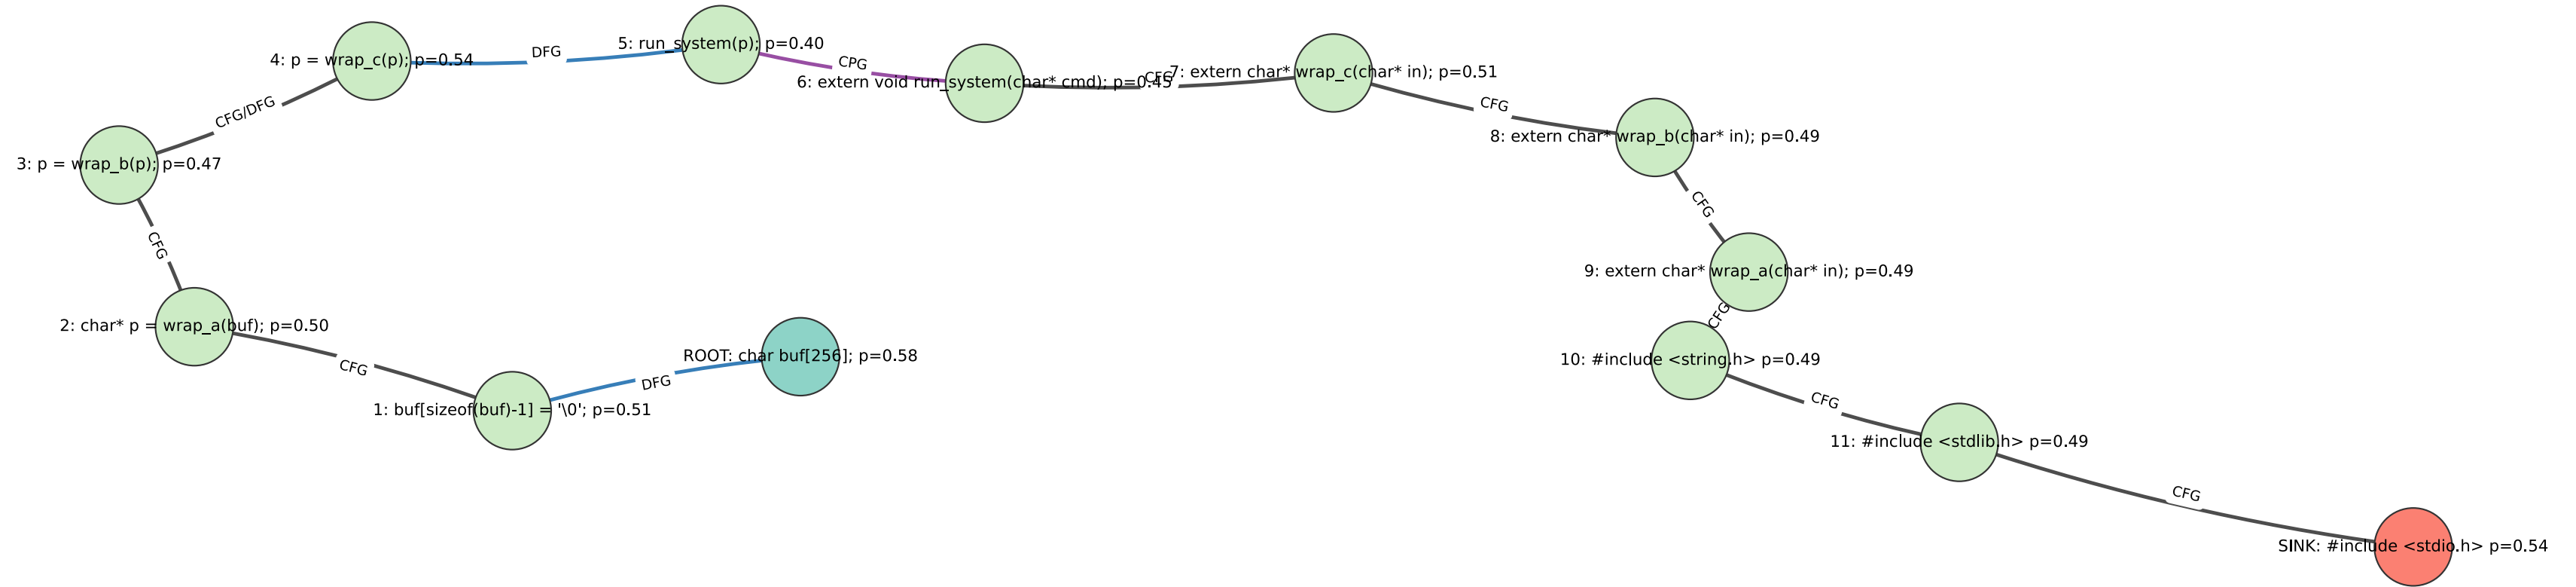 ROOT: char buf[256]; p=0.58
DFG
1: buf[sizeof(buf)-1] = '\0'; p=0.51
CFG
2: char* p = wrap_a(buf); p=0.50
CFG
3: p = wrap_b(p); p=0.47
CFG/DFG
4: p = wrap_c(p); p=0.54
DFG
5: run_system(p); p=0.40
CPG
6: extern void run_system(char* cmd); p=0.45
CFG
7: extern char* wrap_c(char* in); p=0.51
CFG
8: extern char* wrap_b(char* in); p=0.49
CFG
9: extern char* wrap_a(char* in); p=0.49
CFG
10: #include <string.h> p=0.49
CFG
11: #include <stdlib.h> p=0.49
CFG
SINK: #include <stdio.h> p=0.54